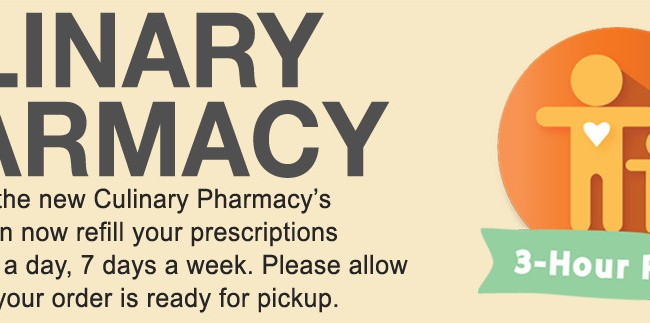 LINARY
ARMACY
the new Culinary Pharmacy's
n now refill your prescriptions
a day, 7 days a week. Please allow
your order is ready for pickup.
3-Hour